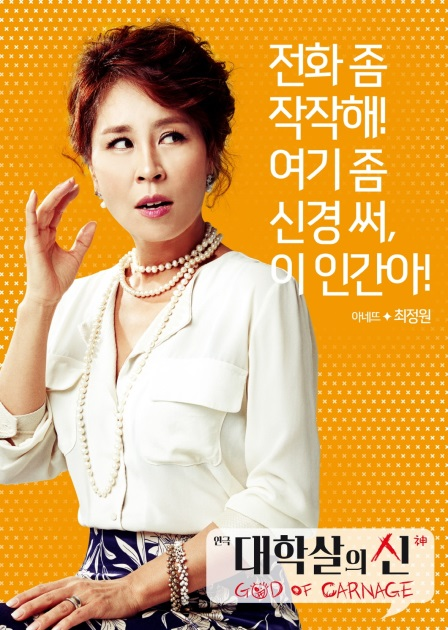 전화 좀
작작해!
여기 좀
신경 써,
이 인간아!
아네뜨 ✦ 최정원
연극 대학살의 신 神
GOD OF CARNAGE